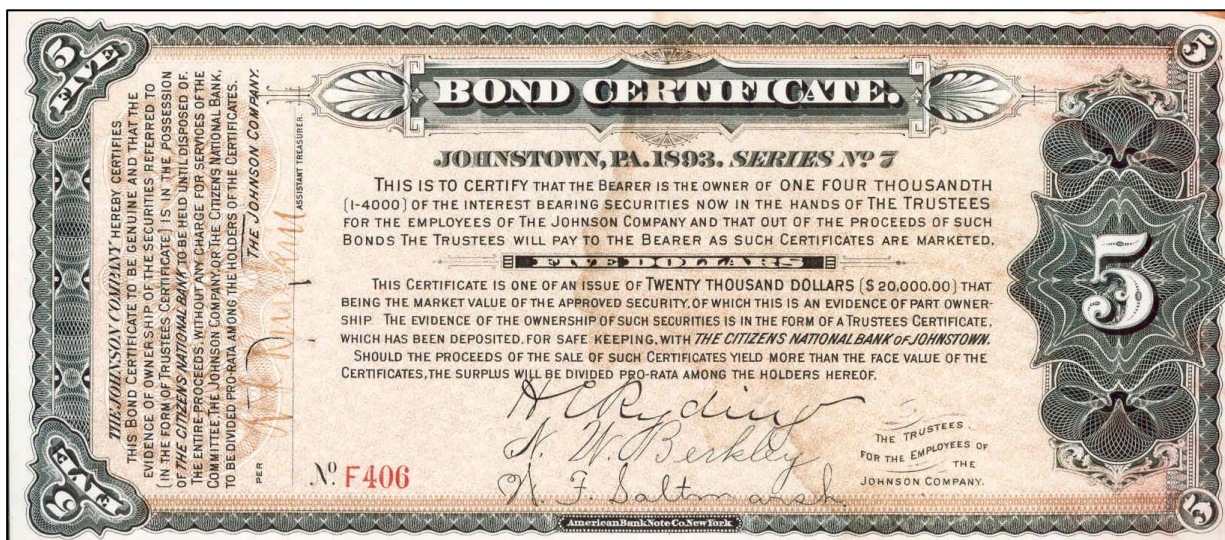 5
FIVE
THE JOHNSON COMPANY HEREBY CERTIFIES
THIS BOND CERTIFICATE TO BE GENUINE AND THAT THE
EVIDENCE OF OWNERSHIP OF THE SECURITIES REFERRED TO
(IN THE FORM OF TRUSTEES CERTIFICATE) IS IN THE POSSESSION
OF THE CITIZENS NATIONAL BANK TO BE HELD UNTIL DISPOSED OF.
THE ENTIRE PROCEEDS WITHOUT ANY CHARGE FOR SERVICES OF THE
COMMITTEE, THE JOHNSON COMPANY, OR THE CITIZENS NATIONAL BANK,
TO BE DIVIDED PRO-RATA AMONG THE HOLDERS OF THE CERTIFICATES.
THE JOHNSON COMPANY.
PER
ASSISTANT TREASURER.
5
FIVE
BOND CERTIFICATE.
JOHNSTOWN, PA. 1893. SERIES No 7
THIS IS TO CERTIFY THAT THE BEARER IS THE OWNER OF ONE FOUR THOUSANDTH
(1-4000) OF THE INTEREST BEARING SECURITIES NOW IN THE HANDS OF THE TRUSTEES
FOR THE EMPLOYEES OF THE JOHNSON COMPANY AND THAT OUT OF THE PROCEEDS OF SUCH
BONDS THE TRUSTEES WILL PAY TO THE BEARER AS SUCH CERTIFICATES ARE MARKETED,
FIVE DOLLARS
THIS CERTIFICATE IS ONE OF AN ISSUE OF TWENTY THOUSAND DOLLARS ($20,000.00) THAT
BEING THE MARKET VALUE OF THE APPROVED SECURITY, OF WHICH THIS IS AN EVIDENCE OF PART OWNER-
SHIP THE EVIDENCE OF THE OWNERSHIP OF SUCH SECURITIES IS IN THE FORM OF A TRUSTEES CERTIFICATE,
WHICH HAS BEEN DEPOSITED, FOR SAFE KEEPING, WITH THE CITIZENS NATIONAL BANK OF JOHNSTOWN.
SHOULD THE PROCEEDS OF THE SALE OF SUCH CERTIFICATES YIELD MORE THAN THE FACE VALUE OF THE
CERTIFICATES, THE SURPLUS WILL BE DIVIDED PRO-RATA AMONG THE HOLDERS HEREOF.
H E Ryding
N. W. Berkley
W. F. Saltmarsh
THE TRUSTEES
FOR THE EMPLOYEES OF
THE
JOHNSON COMPANY.
No F406
American Bank Note Co. New York
5
5
5